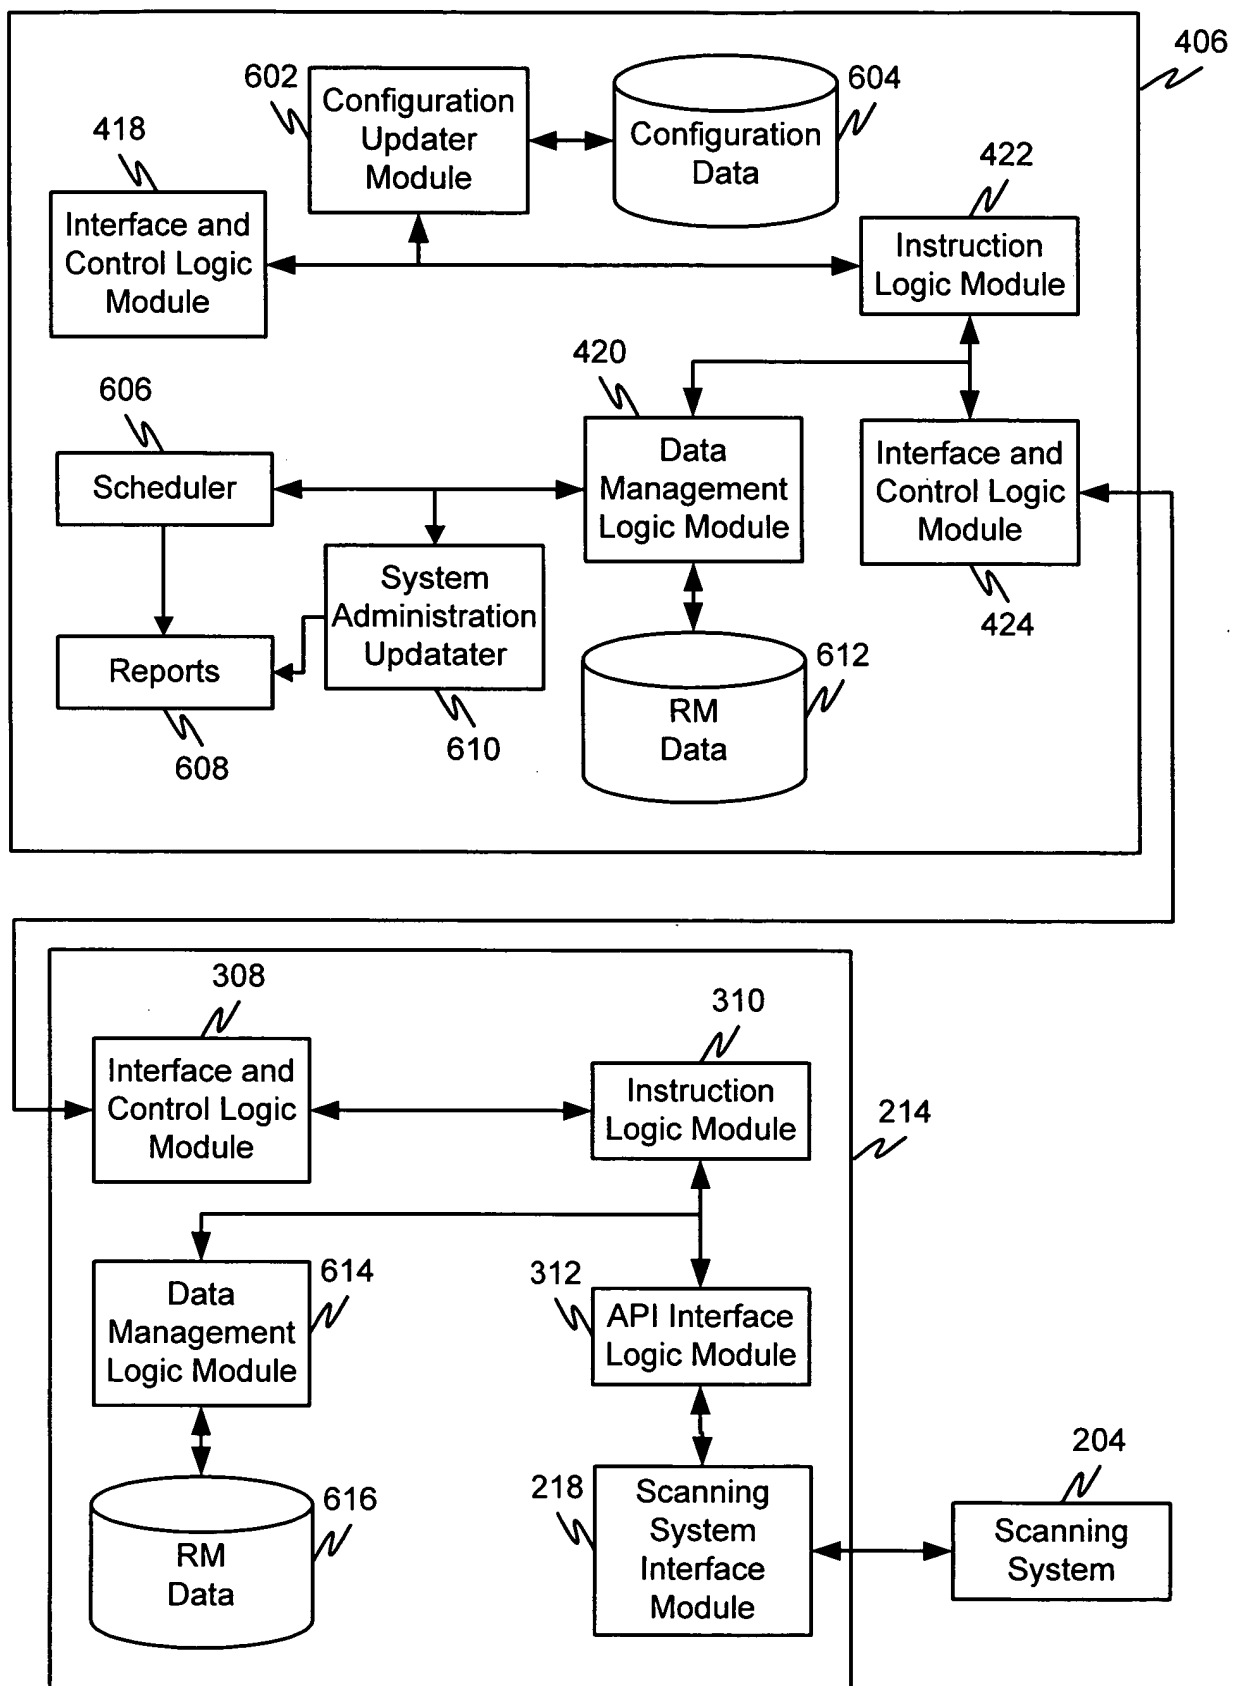 406
602
Configuration
Updater
Module
604
Configuration
Data
418
Interface and
Control Logic
Module
422
Instruction
Logic Module
420
Data
Management
Logic Module
606
Scheduler
Interface and
Control Logic
Module
424
System
Administration
Updatater
610
Reports
608
612
RM
Data
308
Interface and
Control Logic
Module
310
Instruction
Logic Module
214
614
Data
Management
Logic Module
312
API Interface
Logic Module
616
RM
Data
218
Scanning
System
Interface
Module
204
Scanning
System